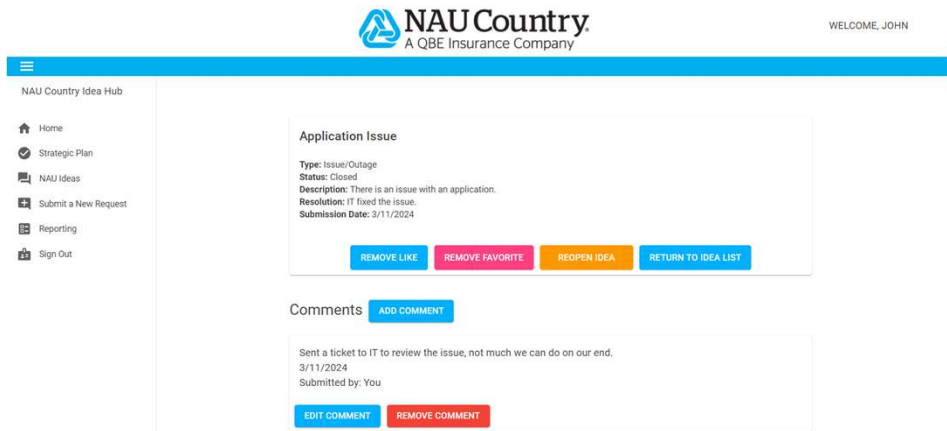 NAU Country®
A QBE Insurance Company
WELCOME, JOHN
NAU Country Idea Hub
Home
Strategic Plan
NAU Ideas
Submit a New Request
Reporting
Sign Out
Application Issue
Type: Issue/Outage
Status: Closed
Description: There is an issue with an application.
Resolution: IT fixed the issue.
Submission Date: 3/11/2024
REMOVE LIKE REMOVE FAVORITE REOPEN IDEA RETURN TO IDEA LIST
Comments ADD COMMENT
Sent a ticket to IT to review the issue, not much we can do on our end.
3/11/2024
Submitted by: You
EDIT COMMENT REMOVE COMMENT